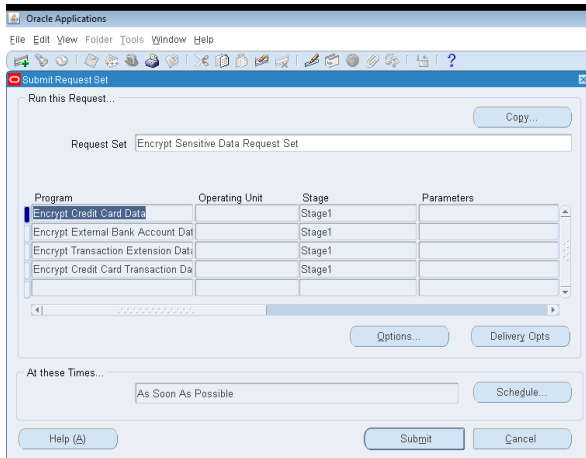 Oracle Applications
File Edit View Folder Tools Window Help
Submit Request Set
Run this Request...
Copy...
Request Set Encrypt Sensitive Data Request Set
Program Operating Unit Stage Parameters
Encrypt Credit Card Data Stage1
Encrypt External Bank Account Dat Stage1
Encrypt Transaction Extension Data Stage1
Encrypt Credit Card Transaction Da Stage1
Options... Delivery Opts
At these Times...
As Soon As Possible Schedule...
Help (A) Submit Cancel